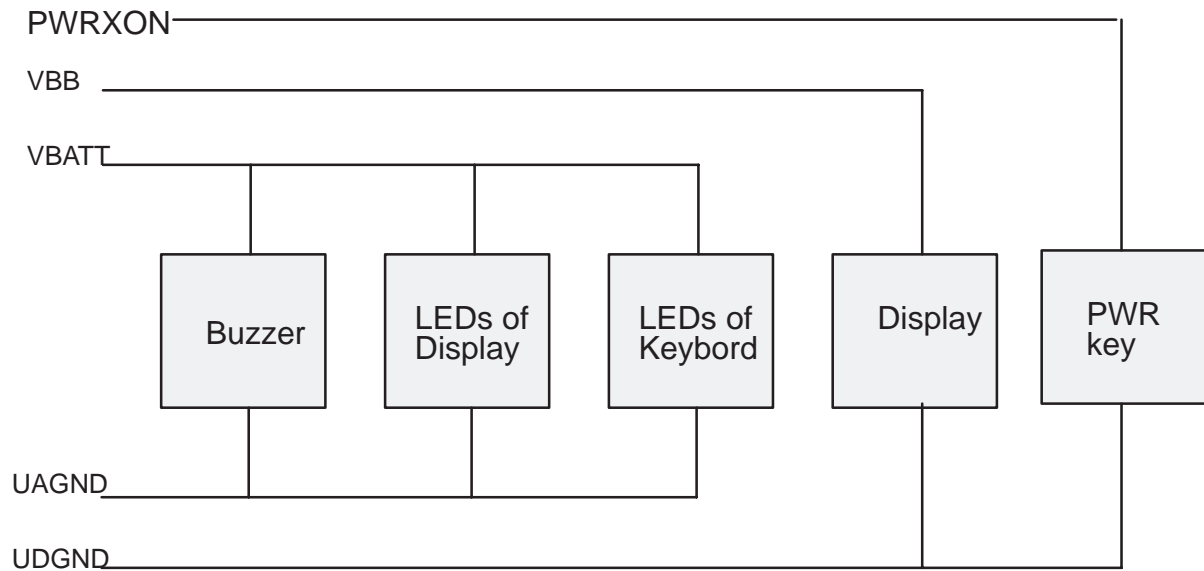 PWRXON
VBB
VBATT
Buzzer
LEDs of
Display
LEDs of
Keybord
Display
PWR
key
UAGND
UDGND